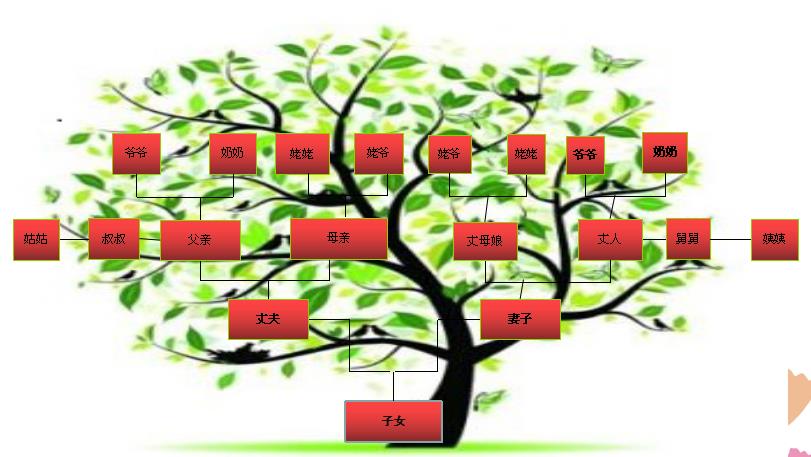 爷爷
奶奶
姥姥
姥爷
姥爷
姥姥
爷爷
奶奶
姑姑
叔叔
父亲
母亲
丈母娘
丈人
舅舅
姨姨
丈夫
妻子
子女